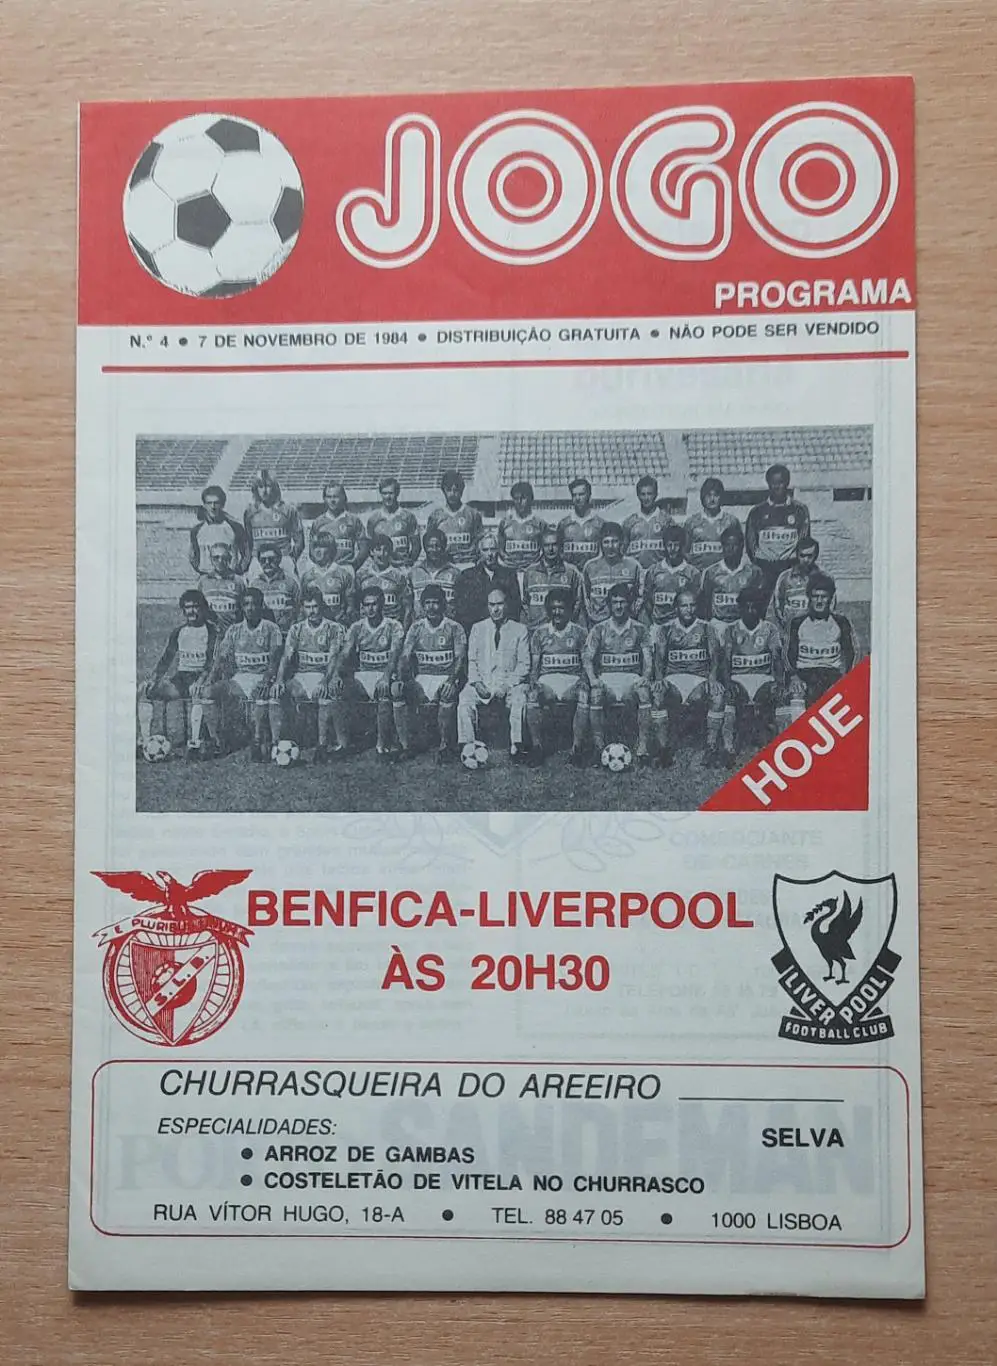 JOGO
PROGRAMA
N.º 4 ● 7 DE NOVEMBRO DE 1984 ● DISTRIBUIÇÃO GRATUITA ● NÃO PODE SER VENDIDO
Shell
HOJE
E PLURIBUS UNUM
S.L.B.
BENFICA-LIVERPOOL
ÀS 20H30
LIVERPOOL
FOOTBALL CLUB
CHURRASQUEIRA DO AREEIRO
ESPECIALIDADES:
SELVA
● ARROZ DE GAMBAS
● COSTELETÃO DE VITELA NO CHURRASCO
RUA VÍTOR HUGO, 18-A ● TEL. 88 47 05 ● 1000 LISBOA
SANDEMAN